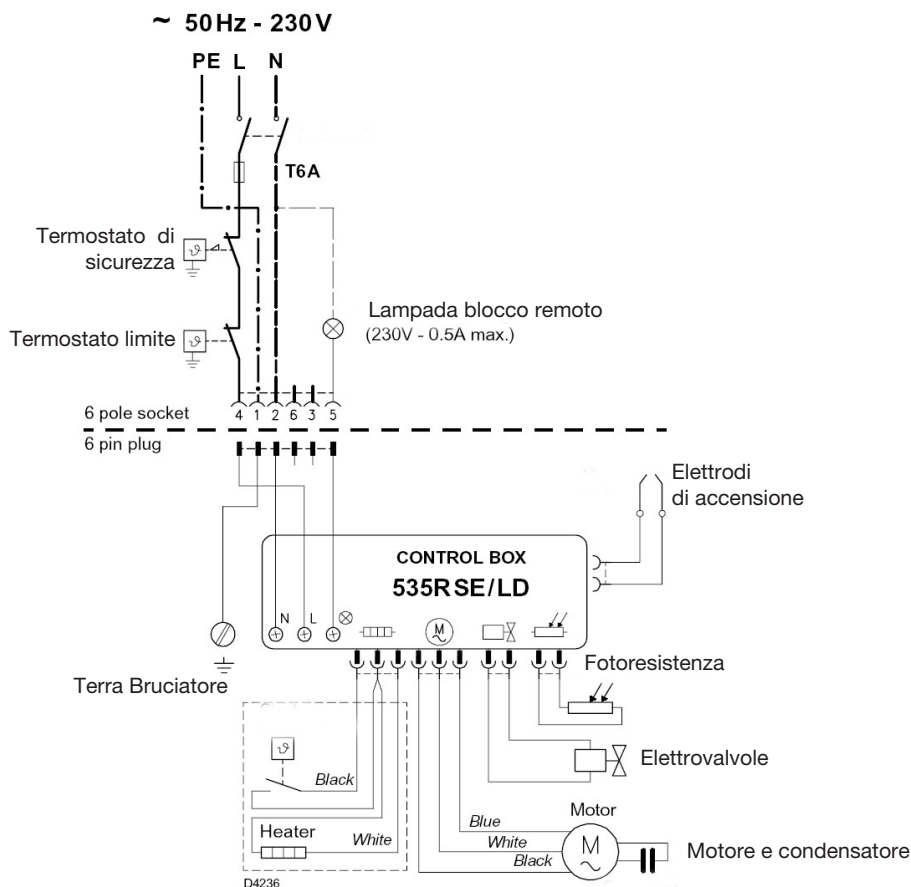 ~ 50Hz - 230V
PE L N
T6A
Termostato di
sicurezza
Lampada blocco remoto
(230V - 0.5A max.)
Termostato limite
4 1 2 6 3 5
6 pole socket
6 pin plug
Elettrodi
di accensione
CONTROL BOX
535R SE/LD
N L
M
~
Terra Bruciatore
Fotoresistenza
Elettrovalvole
ϑ
ϑ
ϑ
Black
Heater
White
Blue
White
Black
Motor
M
~
Motore e condensatore
D4236